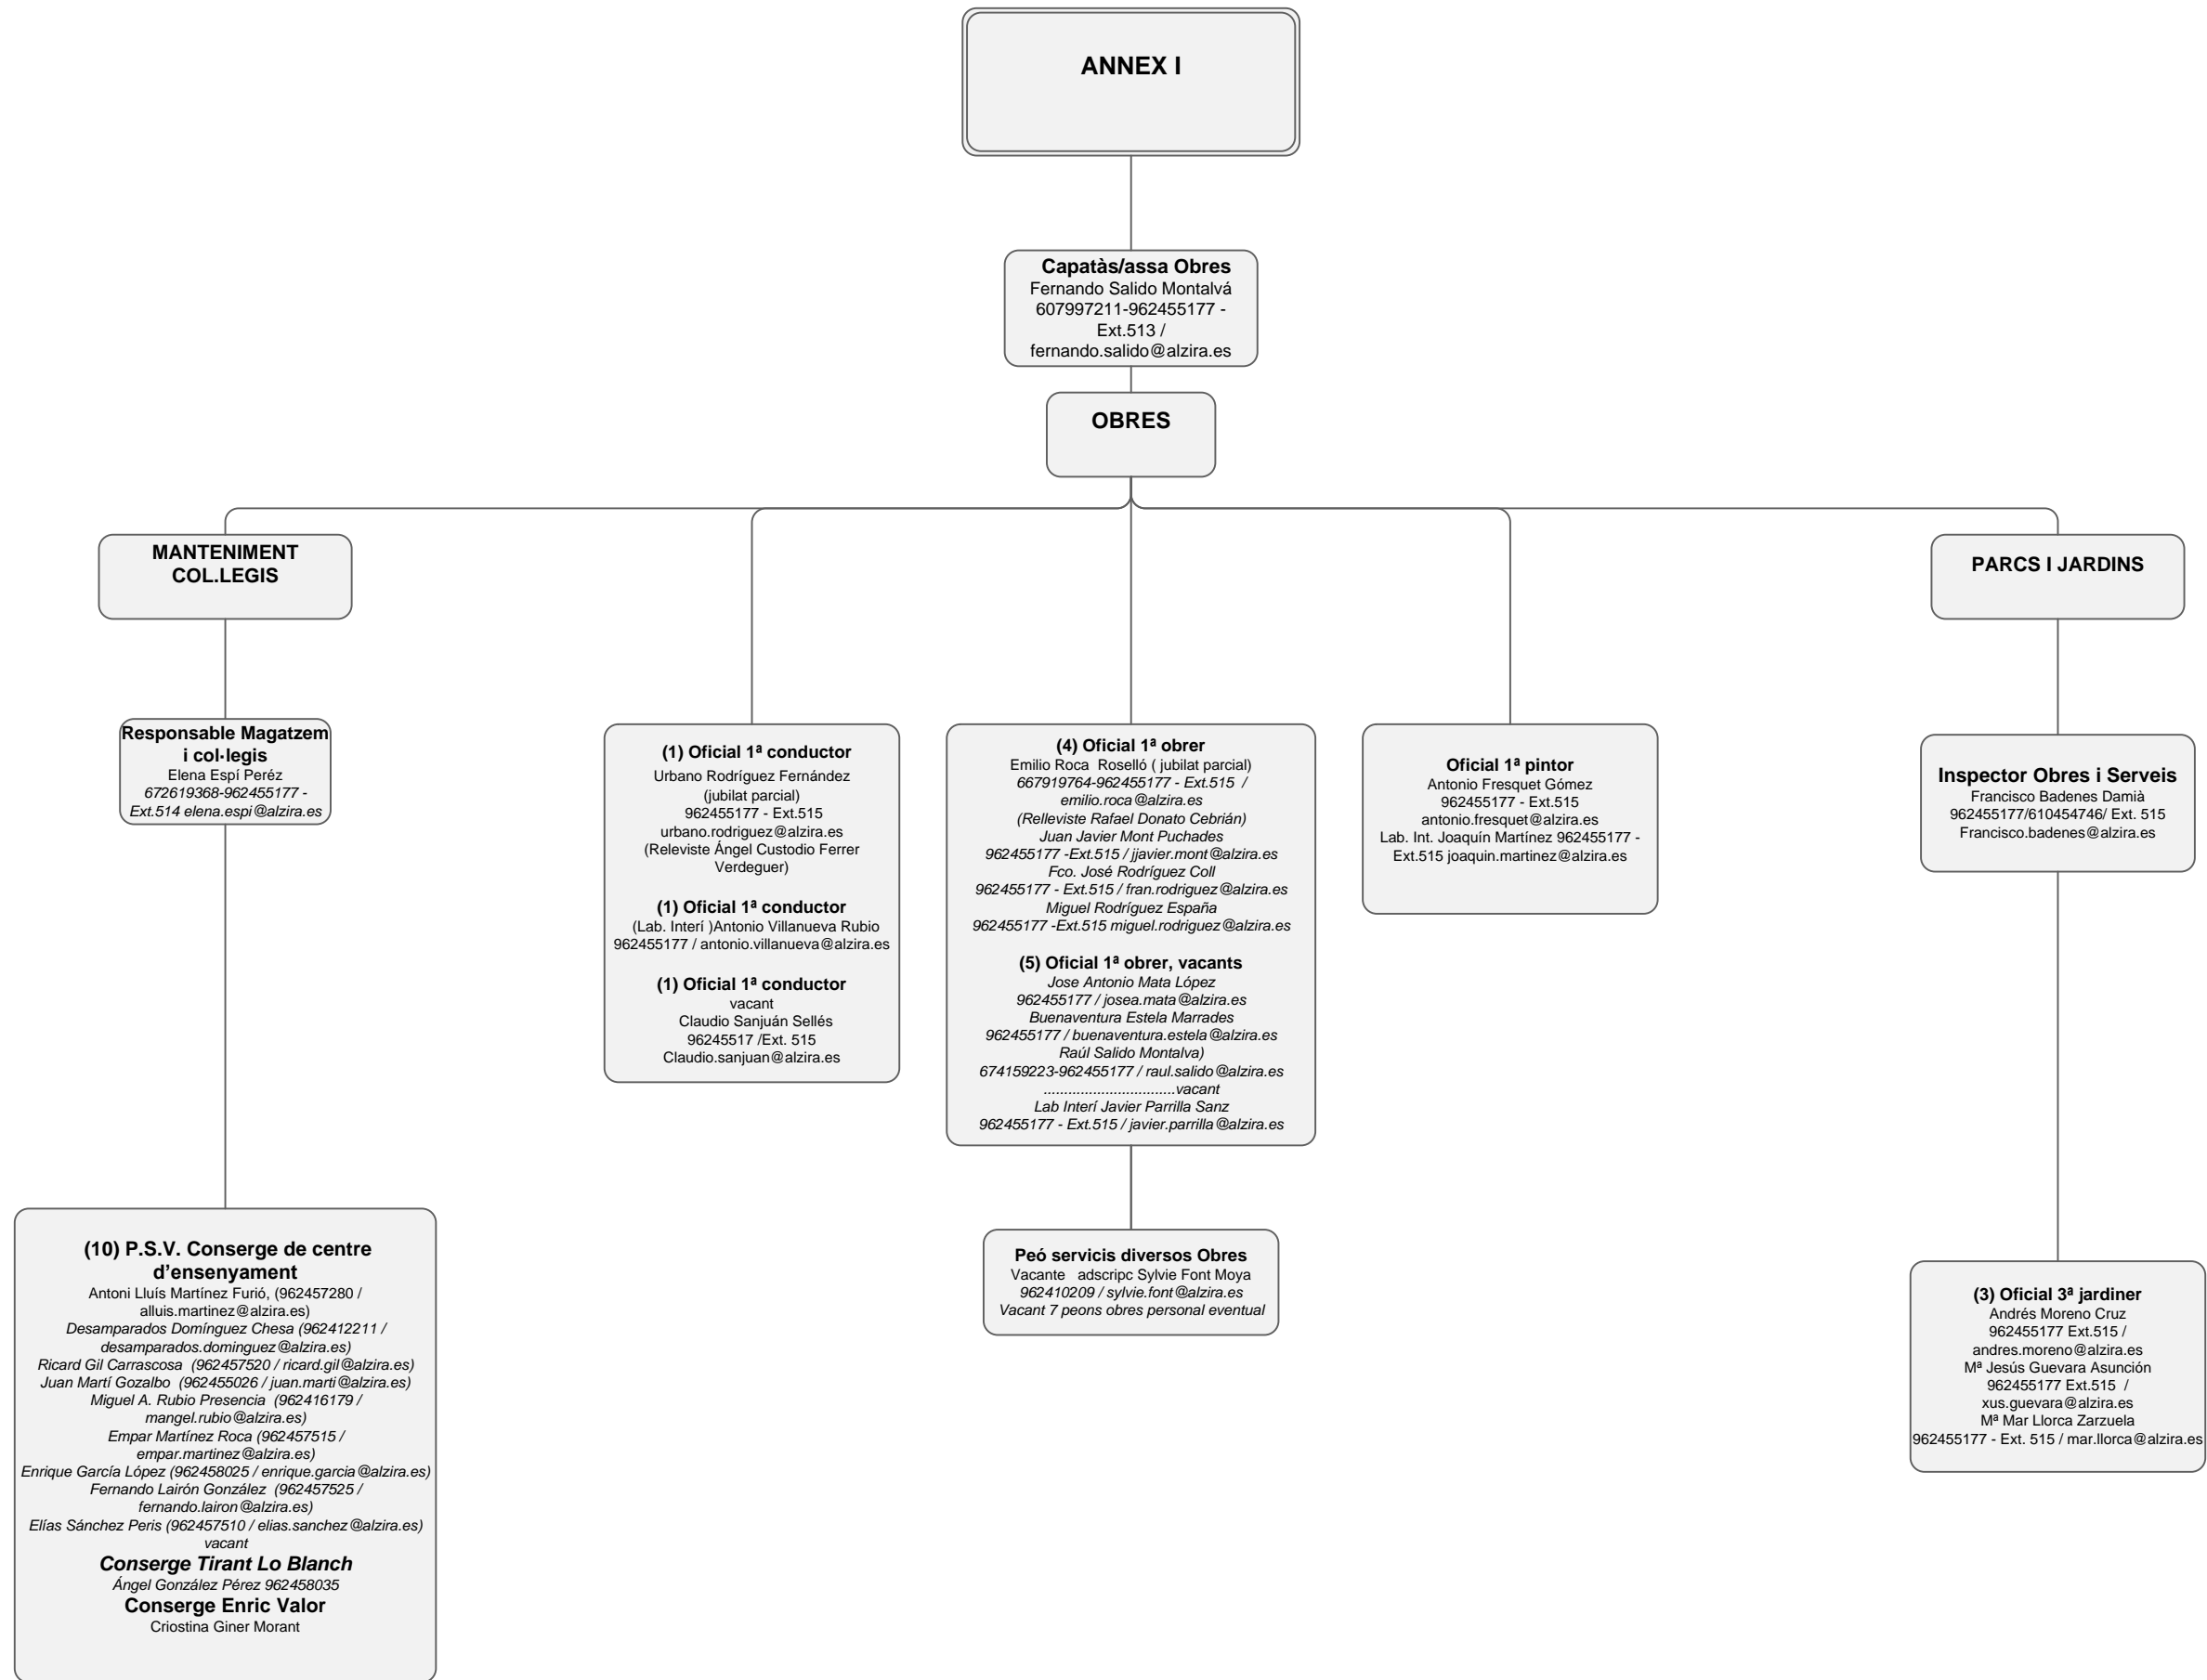 ANNEX I
Capatàs/assa Obres
Fernando Salido Montalvá
607997211-962455177 -
Ext.513 /
fernando.salido@alzira.es
OBRES
MANTENIMENT
COL.LEGIS
PARCS I JARDINS
Responsable Magatzem
i col·legis
Elena Espí Peréz
672619368-962455177 -
Ext.514 elena.espi@alzira.es
(1) Oficial 1ª conductor
Urbano Rodríguez Fernández
(jubilat parcial)
962455177 - Ext.515
urbano.rodriguez@alzira.es
(Releviste Ángel Custodio Ferrer
Verdeguer)
(1) Oficial 1ª conductor
(Lab. Interí )Antonio Villanueva Rubio
962455177 / antonio.villanueva@alzira.es
(1) Oficial 1ª conductor
vacant
Claudio Sanjuán Sellés
96245517 /Ext. 515
Claudio.sanjuan@alzira.es
(4) Oficial 1ª obrer
Emilio Roca  Roselló ( jubilat parcial)
667919764-962455177 - Ext.515  /
emilio.roca@alzira.es
(Relleviste Rafael Donato Cebrián)
Juan Javier Mont Puchades
962455177 -Ext.515 / jjavier.mont@alzira.es
Fco. José Rodríguez Coll
962455177 - Ext.515 / fran.rodriguez@alzira.es
Miguel Rodríguez España
962455177 -Ext.515 miguel.rodriguez@alzira.es
(5) Oficial 1ª obrer, vacants
Jose Antonio Mata López
962455177 / josea.mata@alzira.es
Buenaventura Estela Marrades
962455177 / buenaventura.estela@alzira.es
Raúl Salido Montalva)
674159223-962455177 / raul.salido@alzira.es
................................vacant
Lab Interí Javier Parrilla Sanz
962455177 - Ext.515 / javier.parrilla@alzira.es
Oficial 1ª pintor
Antonio Fresquet Gómez
962455177 - Ext.515
antonio.fresquet@alzira.es
Lab. Int. Joaquín Martínez 962455177 -
Ext.515 joaquin.martinez@alzira.es
Inspector Obres i Serveis
Francisco Badenes Damià
962455177/610454746/ Ext. 515
Francisco.badenes@alzira.es
(10) P.S.V. Conserge de centre
d'ensenyament
Antoni Lluís Martínez Furió, (962457280 /
alluis.martinez@alzira.es)
Desamparados Domínguez Chesa (962412211 /
desamparados.dominguez@alzira.es)
Ricard Gil Carrascosa  (962457520 / ricard.gil@alzira.es)
Juan Martí Gozalbo  (962455026 / juan.marti@alzira.es)
Miguel A. Rubio Presencia  (962416179 /
mangel.rubio@alzira.es)
Empar Martínez Roca (962457515 /
empar.martinez@alzira.es)
Enrique García López (962458025 / enrique.garcia@alzira.es)
Fernando Lairón González  (962457525 /
fernando.lairon@alzira.es)
Elías Sánchez Peris (962457510 / elias.sanchez@alzira.es)
vacant
Conserge Tirant Lo Blanch
Ángel González Pérez 962458035
Conserge Enric Valor
Criostina Giner Morant
Peó servicis diversos Obres
Vacante   adscripc Sylvie Font Moya
962410209 / sylvie.font@alzira.es
Vacant 7 peons obres personal eventual
(3) Oficial 3ª jardiner
Andrés Moreno Cruz
962455177 Ext.515 /
andres.moreno@alzira.es
Mª Jesús Guevara Asunción
962455177 Ext.515  /
xus.guevara@alzira.es
Mª Mar Llorca Zarzuela
962455177 - Ext. 515 / mar.llorca@alzira.es